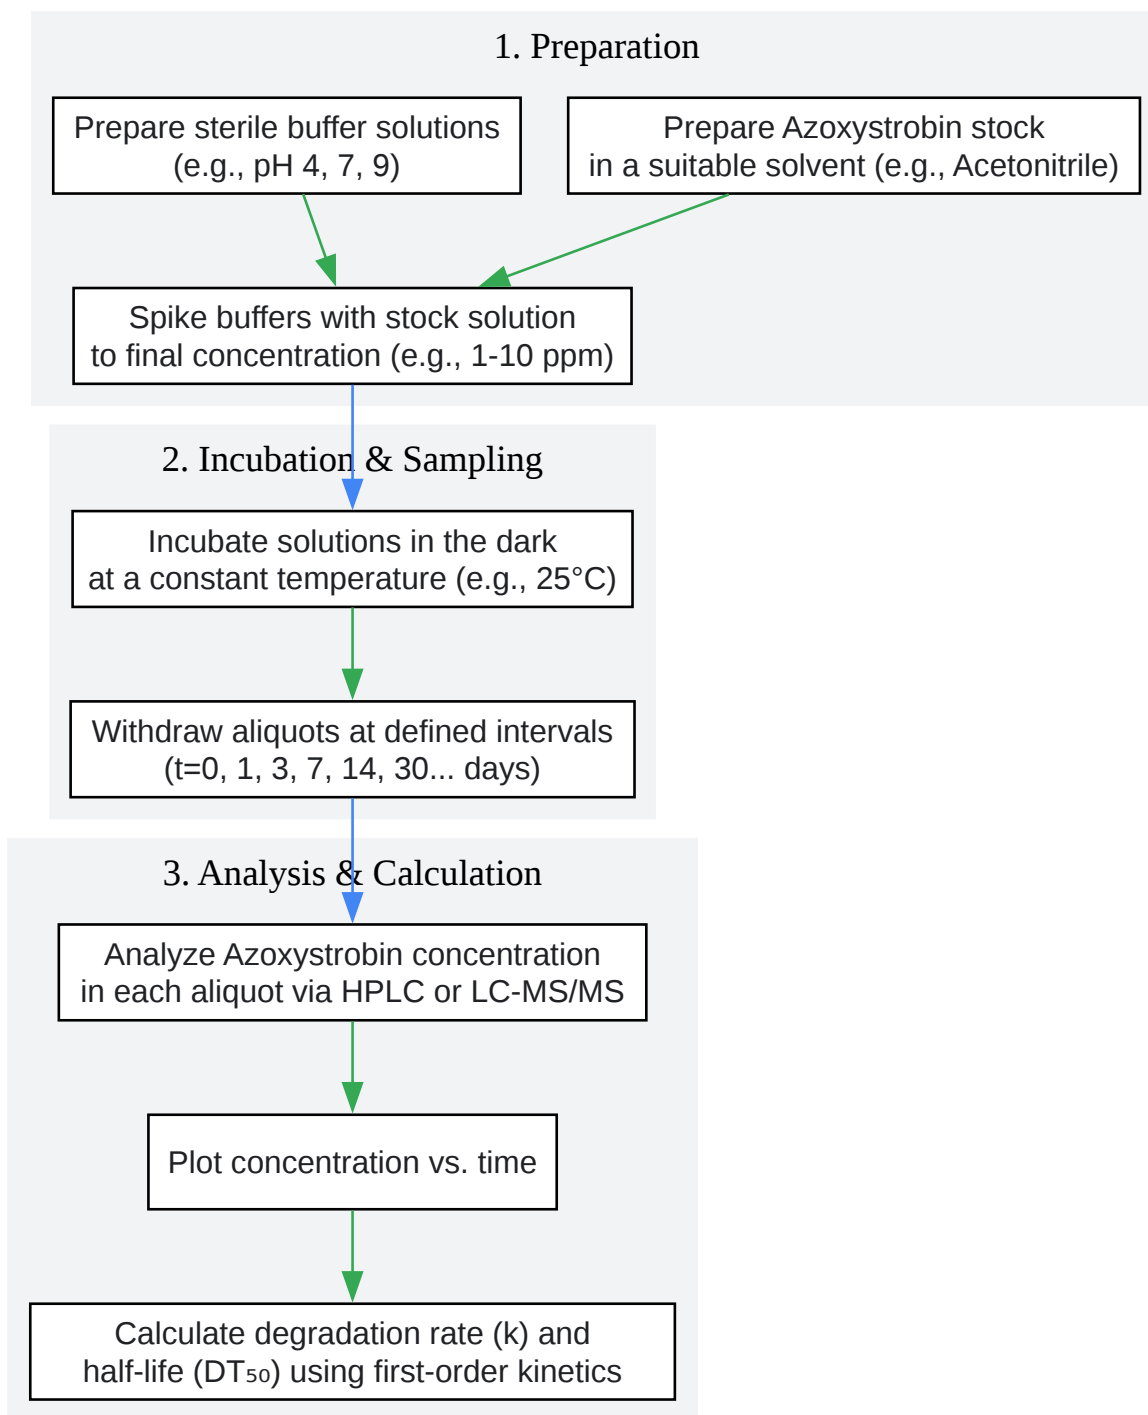 1. Preparation
Prepare sterile buffer solutions
(e.g., pH 4, 7, 9)
Prepare Azoxystrobin stock
in a suitable solvent (e.g., Acetonitrile)
Spike buffers with stock solution
to final concentration (e.g., 1-10 ppm)
2. Incubation & Sampling
Incubate solutions in the dark
at a constant temperature (e.g., 25°C)
Withdraw aliquots at defined intervals
(t=0, 1, 3, 7, 14, 30... days)
3. Analysis & Calculation
Analyze Azoxystrobin concentration
in each aliquot via HPLC or LC-MS/MS
Plot concentration vs. time
Calculate degradation rate (k) and
half-life (DT₅₀) using first-order kinetics